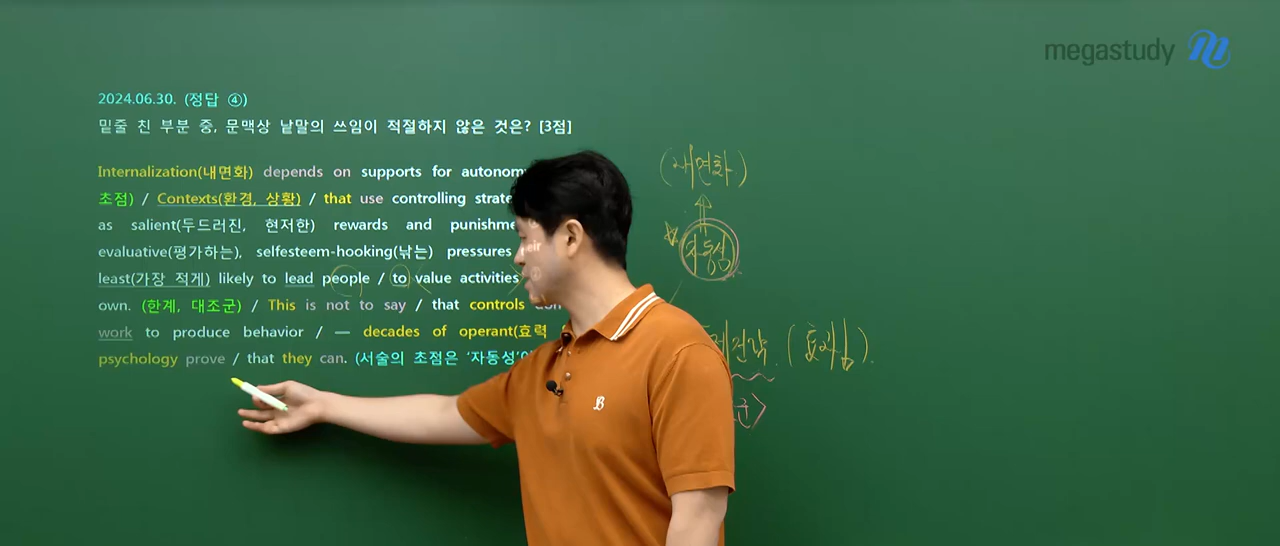 megastudy
2024.06.30. (정답 ④)
밑줄 친 부분 중, 문맥상 낱말의 쓰임이 적절하지 않은 것은? [3점]
Internalization(내면화) depends on supports for
초점) / Contexts(환경, 상황) / that use controlling
as salient(두드러진, 현저한) rewards and
evaluative(평가하는), selfesteem-hooking(낚는) pressures
least(가장 적게) likely to lead people / to value activities
own. (한계, 대조군) / This is not to say / that controls
work to produce behavior / — decades of operant(효력
psychology prove / that they can. (서술의 초점은 '자동성'
(내면화)
자동성